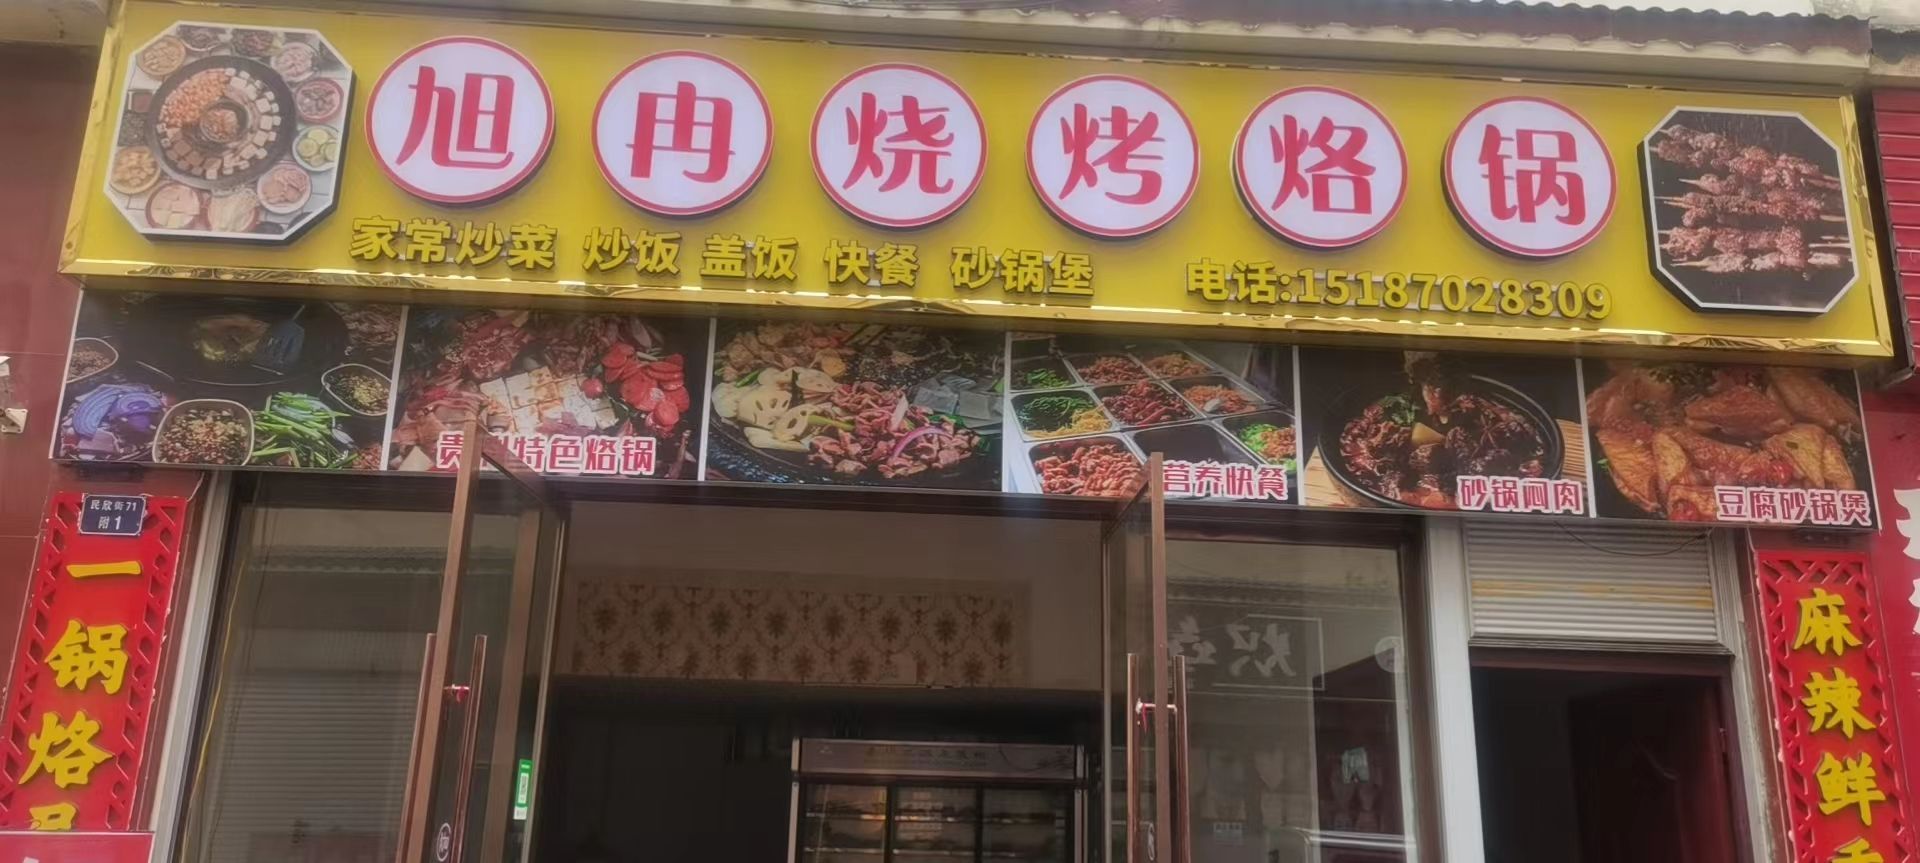 旭冉烧烤烙锅
家常炒菜 炒饭 盖饭 快餐 砂锅堡 电话:15187028309
特色烙锅
营养快餐
砂锅闷肉
豆腐砂锅煲
民欣街71
附1
一锅烙
麻辣鲜